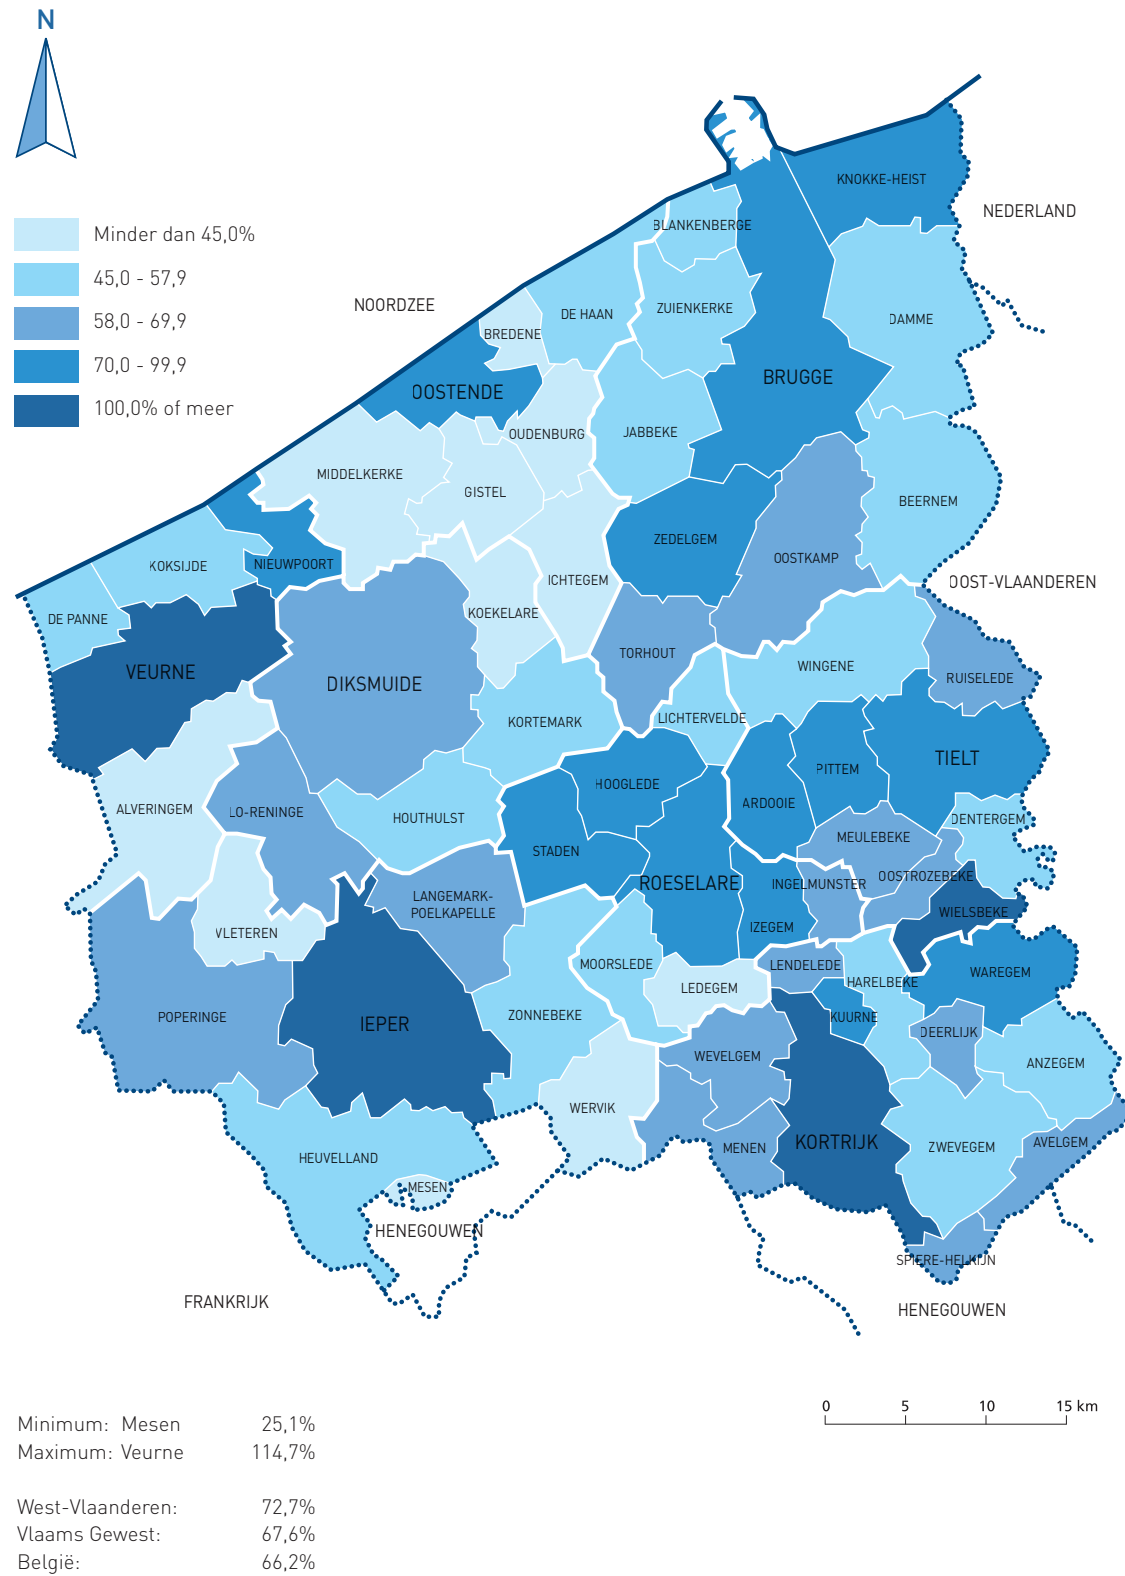 N
KNOKKE-HEIST
NEDERLAND
BLANKENBERGE
Minder dan 45,0%
45,0 - 57,9
58,0 - 69,9
70,0 - 99,9
100,0% of meer
NOORDZEE
DE HAAN
ZUIENKERKE
DAMME
BREDENE
BRUGGE
OOSTENDE
OUDENBURG
JABBEKE
MIDDELKERKE
GISTEL
BEERNEM
ZEDELGEM
OOSTKAMP
KOKSIJDE
NIEUWPOORT
ICHTEGEM
OOST-VLAANDEREN
DE PANNE
KOEKELARE
VEURNE
TORHOUT
WINGENE
DIKSMUIDE
RUISELEDE
KORTEMARK
LICHTERVELDE
TIELT
PITTEM
HOOGLEDE
ARDOOIE
ALVERINGEM
LO-RENINGE
HOUTHULST
DENTERGEM
MEULEBEKE
STADEN
OOSTROZEBEKE
ROESELARE
INGELMUNSTER
LANGEMARK-
POELKAPELLE
WIELSBEKE
IZEGEM
VLETEREN
MOORSLEDE
LENDELEDE
WAREGEM
HARELBEKE
LEDEGEM
POPERINGE
IEPER
ZONNEBEKE
KUURNE
DEERLIJK
WEVELGEM
ANZEGEM
WERVIK
MENEN
KORTRIJK
AVELGEM
ZWEVEGEM
HEUVELLAND
MESEN
HENEGOUWEN
SPIERE-HELKIJN
FRANKRIJK
HENEGOUWEN
0 5 10 15 km
Minimum: Mesen 25,1%
Maximum: Veurne 114,7%
West-Vlaanderen: 72,7%
Vlaams Gewest: 67,6%
België: 66,2%